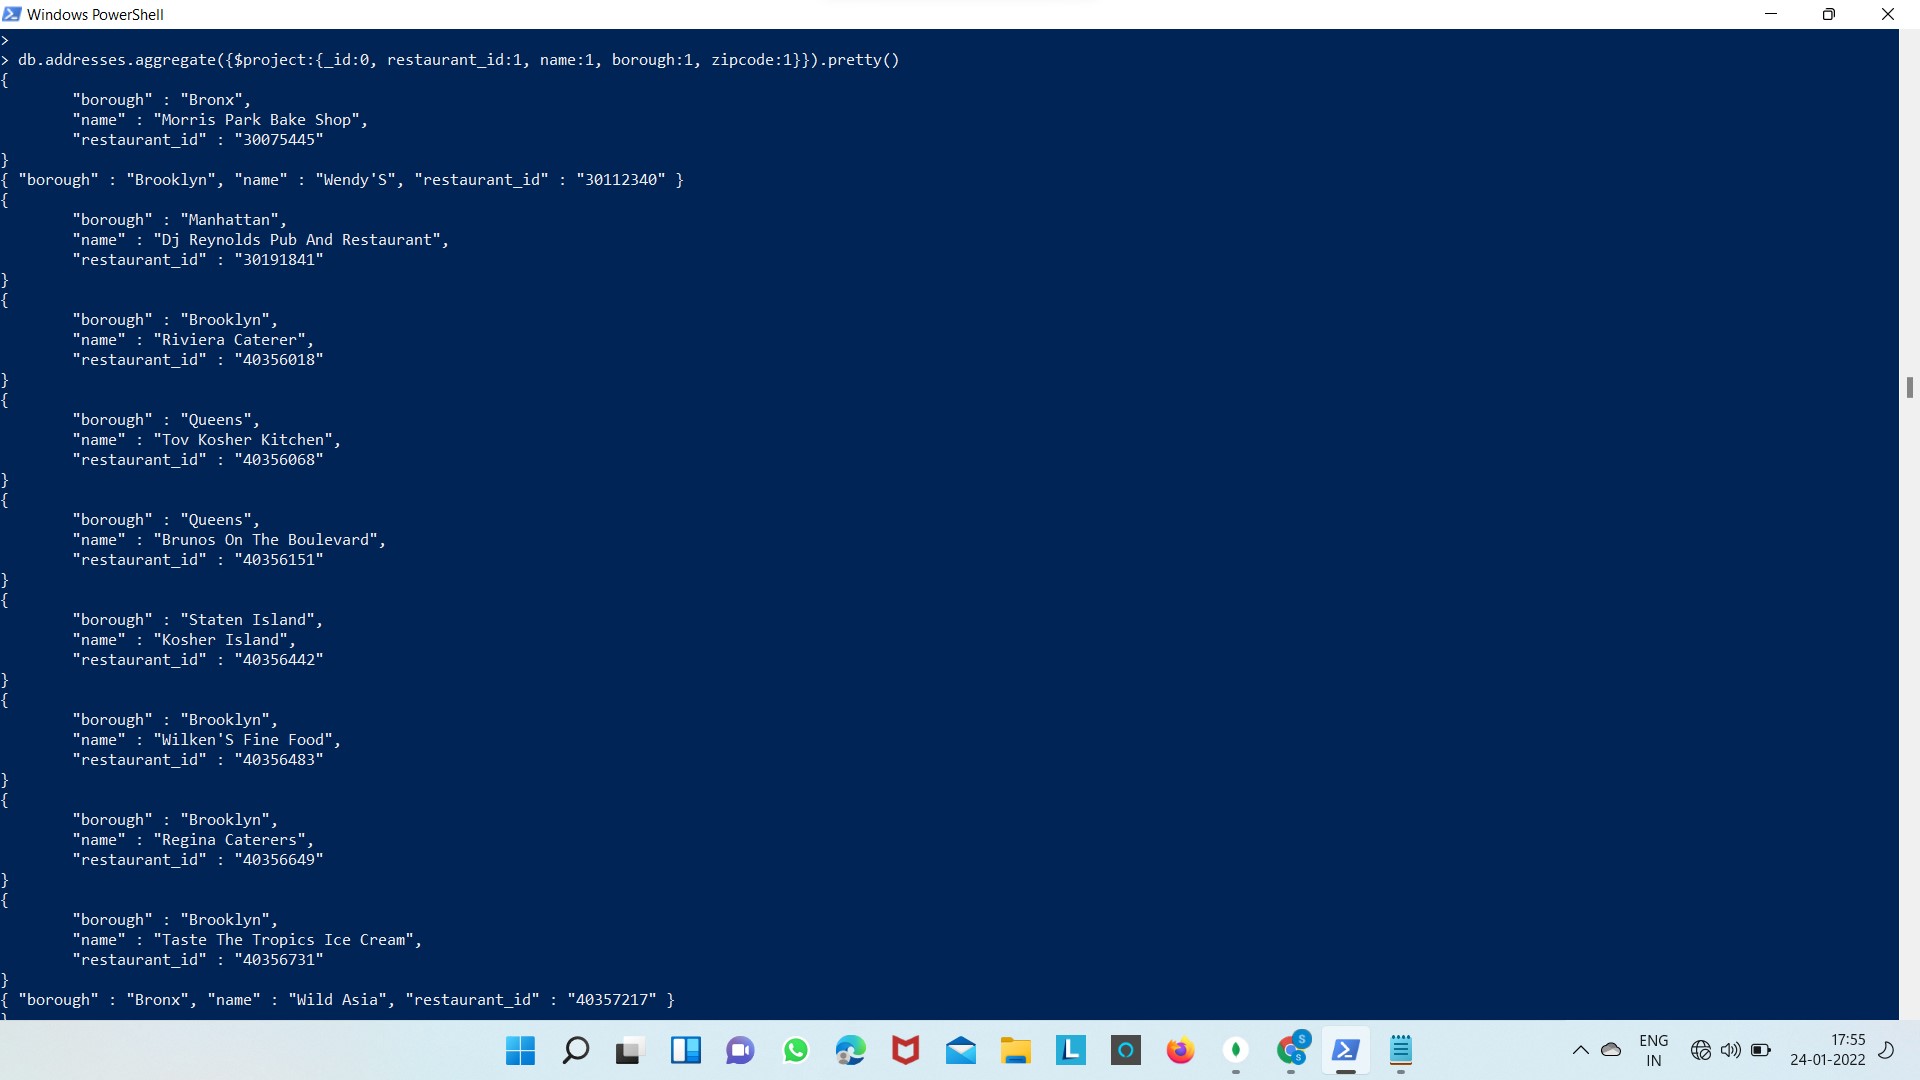 Windows PowerShell
>
> db.addresses.aggregate({$project:{_id:0, restaurant_id:1, name:1, borough:1, zipcode:1}}).pretty()
{
        "borough" : "Bronx",
        "name" : "Morris Park Bake Shop",
        "restaurant_id" : "30075445"
}
{ "borough" : "Brooklyn", "name" : "Wendy'S", "restaurant_id" : "30112340" }
{
        "borough" : "Manhattan",
        "name" : "Dj Reynolds Pub And Restaurant",
        "restaurant_id" : "30191841"
}
{
        "borough" : "Brooklyn",
        "name" : "Riviera Caterer",
        "restaurant_id" : "40356018"
}
{
        "borough" : "Queens",
        "name" : "Tov Kosher Kitchen",
        "restaurant_id" : "40356068"
}
{
        "borough" : "Queens",
        "name" : "Brunos On The Boulevard",
        "restaurant_id" : "40356151"
}
{
        "borough" : "Staten Island",
        "name" : "Kosher Island",
        "restaurant_id" : "40356442"
}
{
        "borough" : "Brooklyn",
        "name" : "Wilken'S Fine Food",
        "restaurant_id" : "40356483"
}
{
        "borough" : "Brooklyn",
        "name" : "Regina Caterers",
        "restaurant_id" : "40356649"
}
{
        "borough" : "Brooklyn",
        "name" : "Taste The Tropics Ice Cream",
        "restaurant_id" : "40356731"
}
{ "borough" : "Bronx", "name" : "Wild Asia", "restaurant_id" : "40357217" }
L
S
S
ENG
IN
17:55
24-01-2022